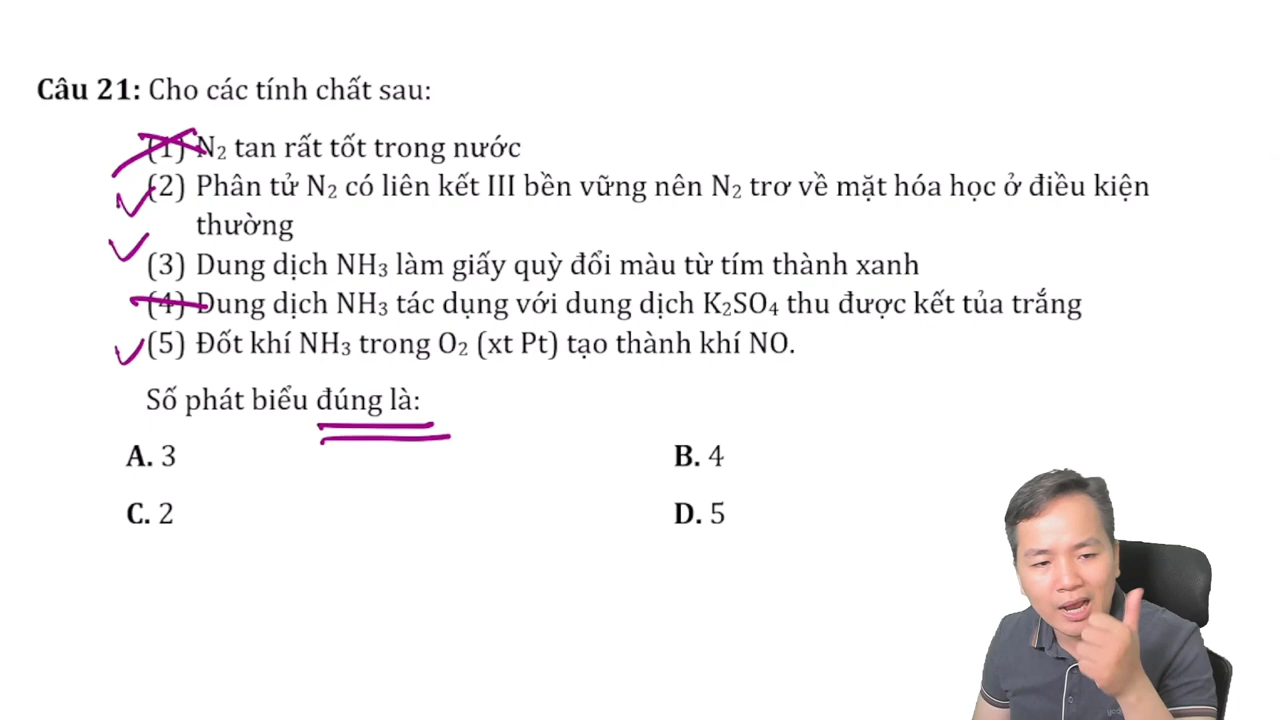 Câu 21: Cho các tính chất sau:
(1) N₂ tan rất tốt trong nước
(2) Phân tử N₂ có liên kết III bền vững nên N₂ trơ về mặt hóa học ở điều kiện
thường
(3) Dung dịch NH₃ làm giấy quỳ đổi màu từ tím thành xanh
(4) Dung dịch NH₃ tác dụng với dung dịch K₂SO₄ thu được kết tủa trắng
(5) Đốt khí NH₃ trong O₂ (xt Pt) tạo thành khí NO.
Số phát biểu đúng là:
A. 3 B. 4
C. 2 D. 5